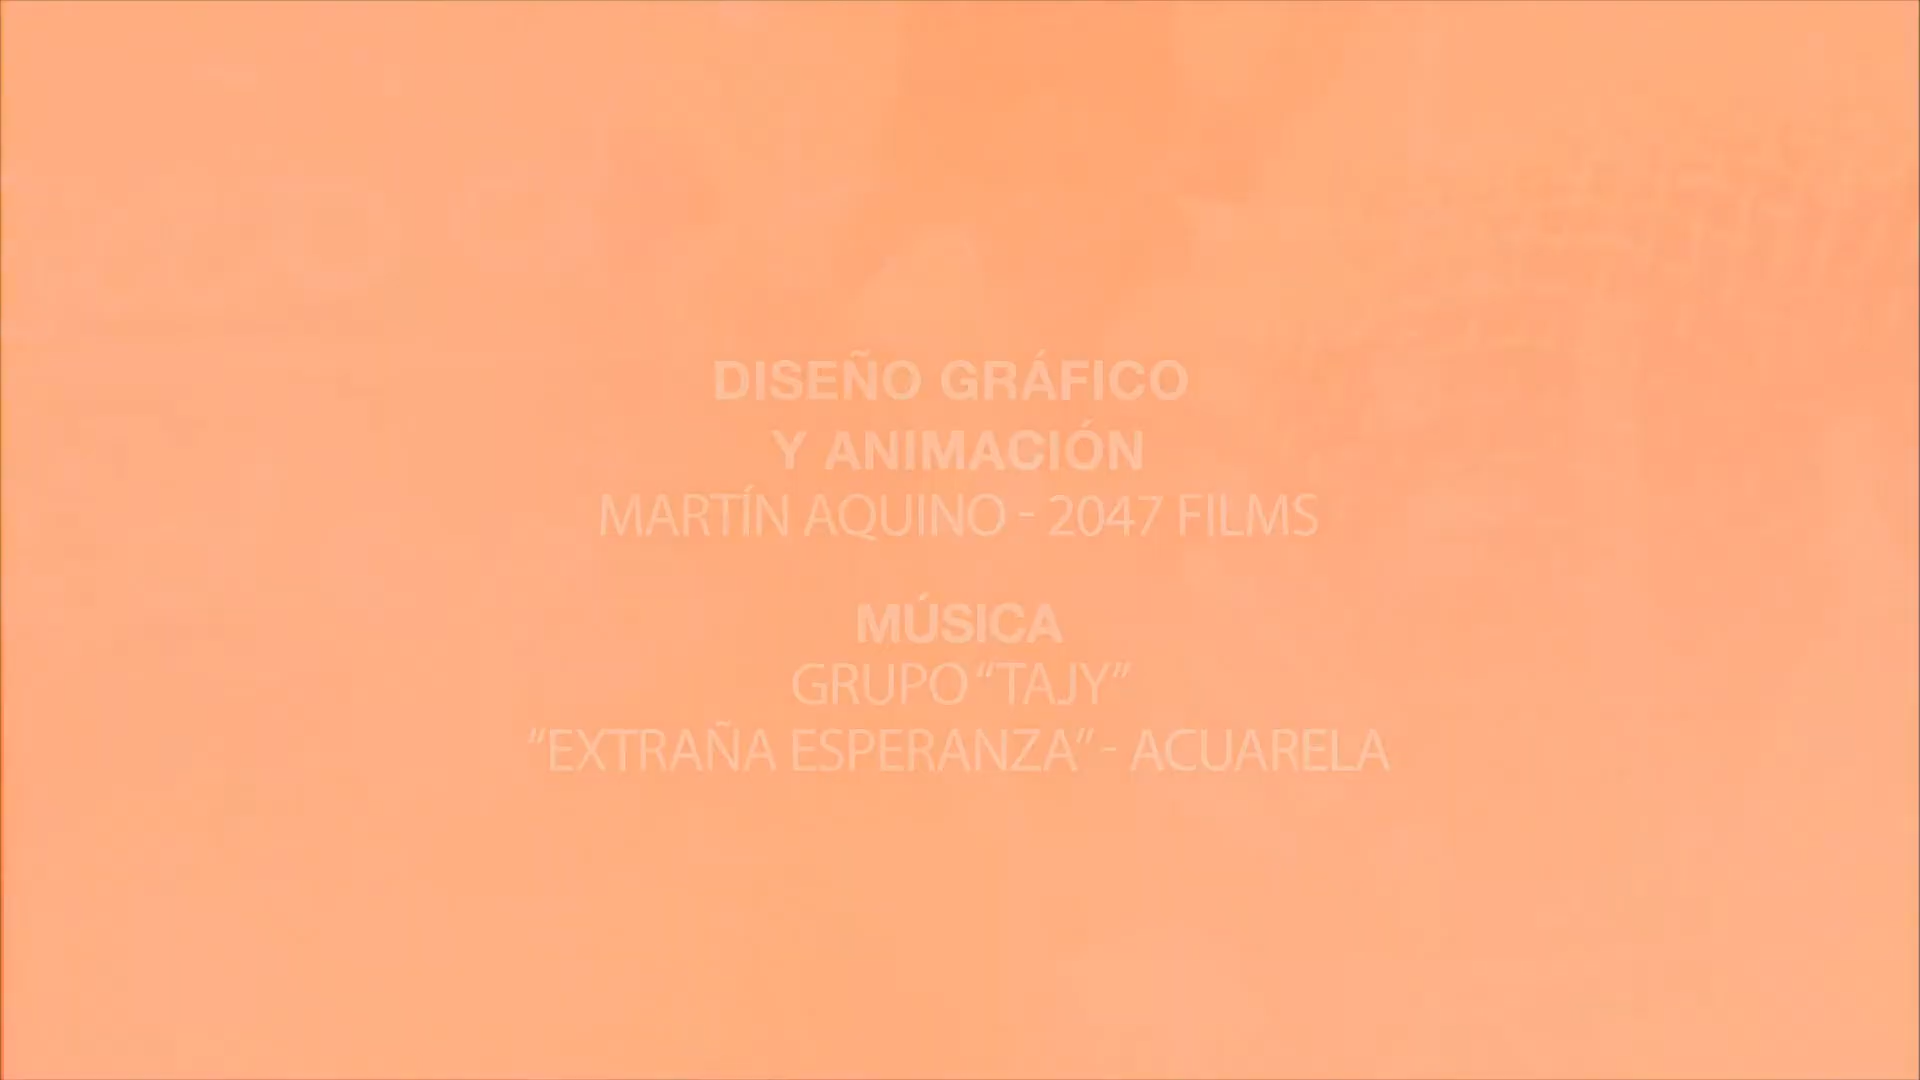 DISEÑO GRÁFICO
Y ANIMACIÓN
MARTÍN AQUINO - 2047 FILMS
MÚSICA
GRUPO “TAJY”
“EXTRAÑA ESPERANZA” - ACUARELA